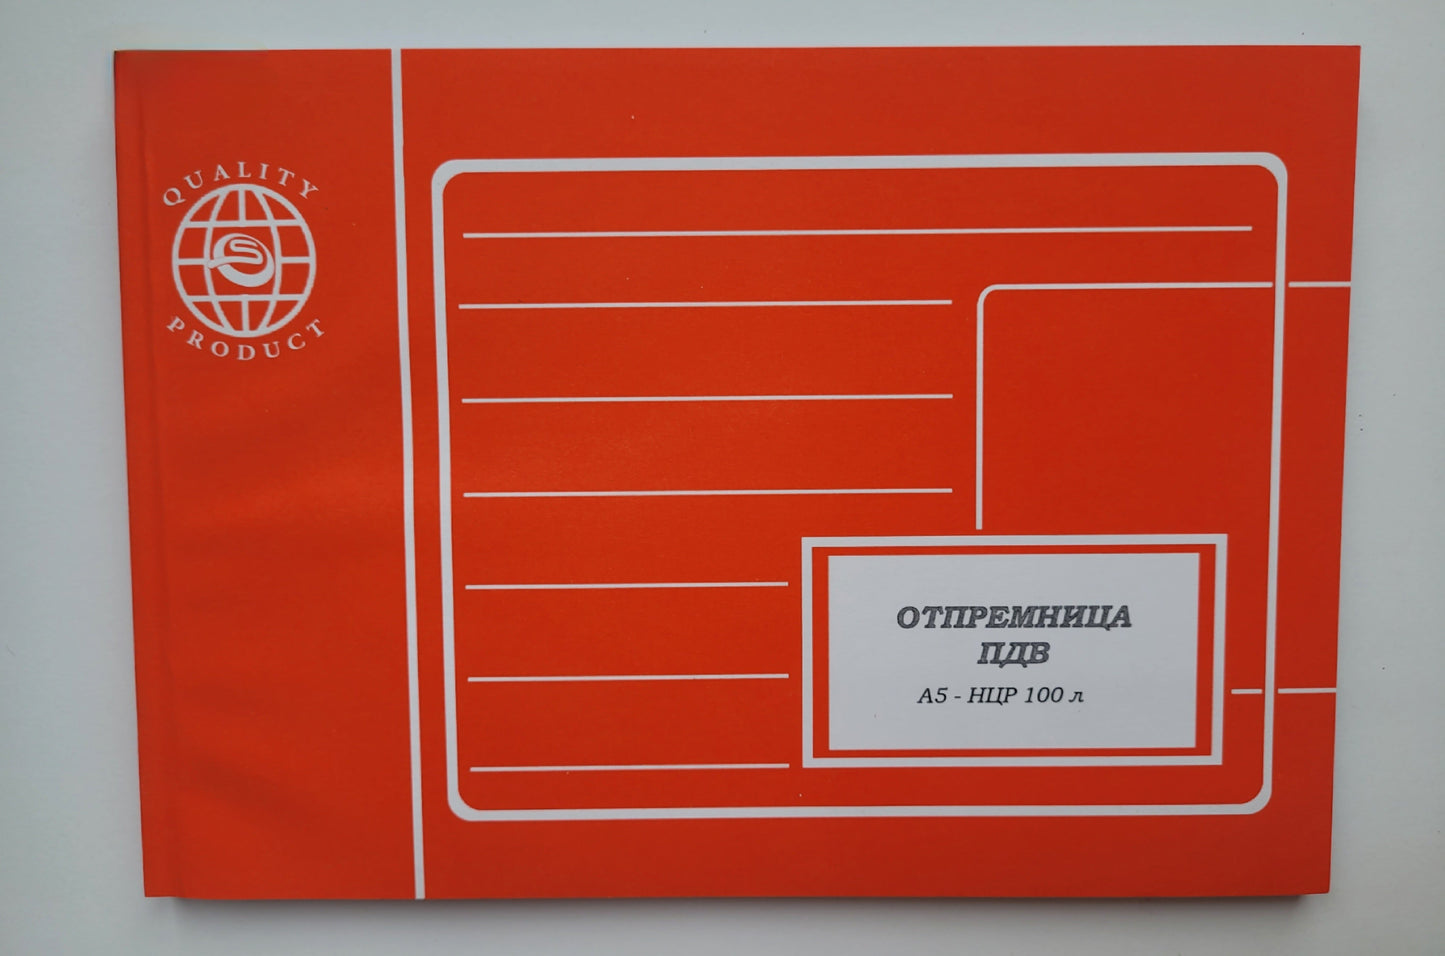 QUALITY
PRODUCT
ОТПРЕМНИЦА
ПДВ
А5 - НЦР 100 л